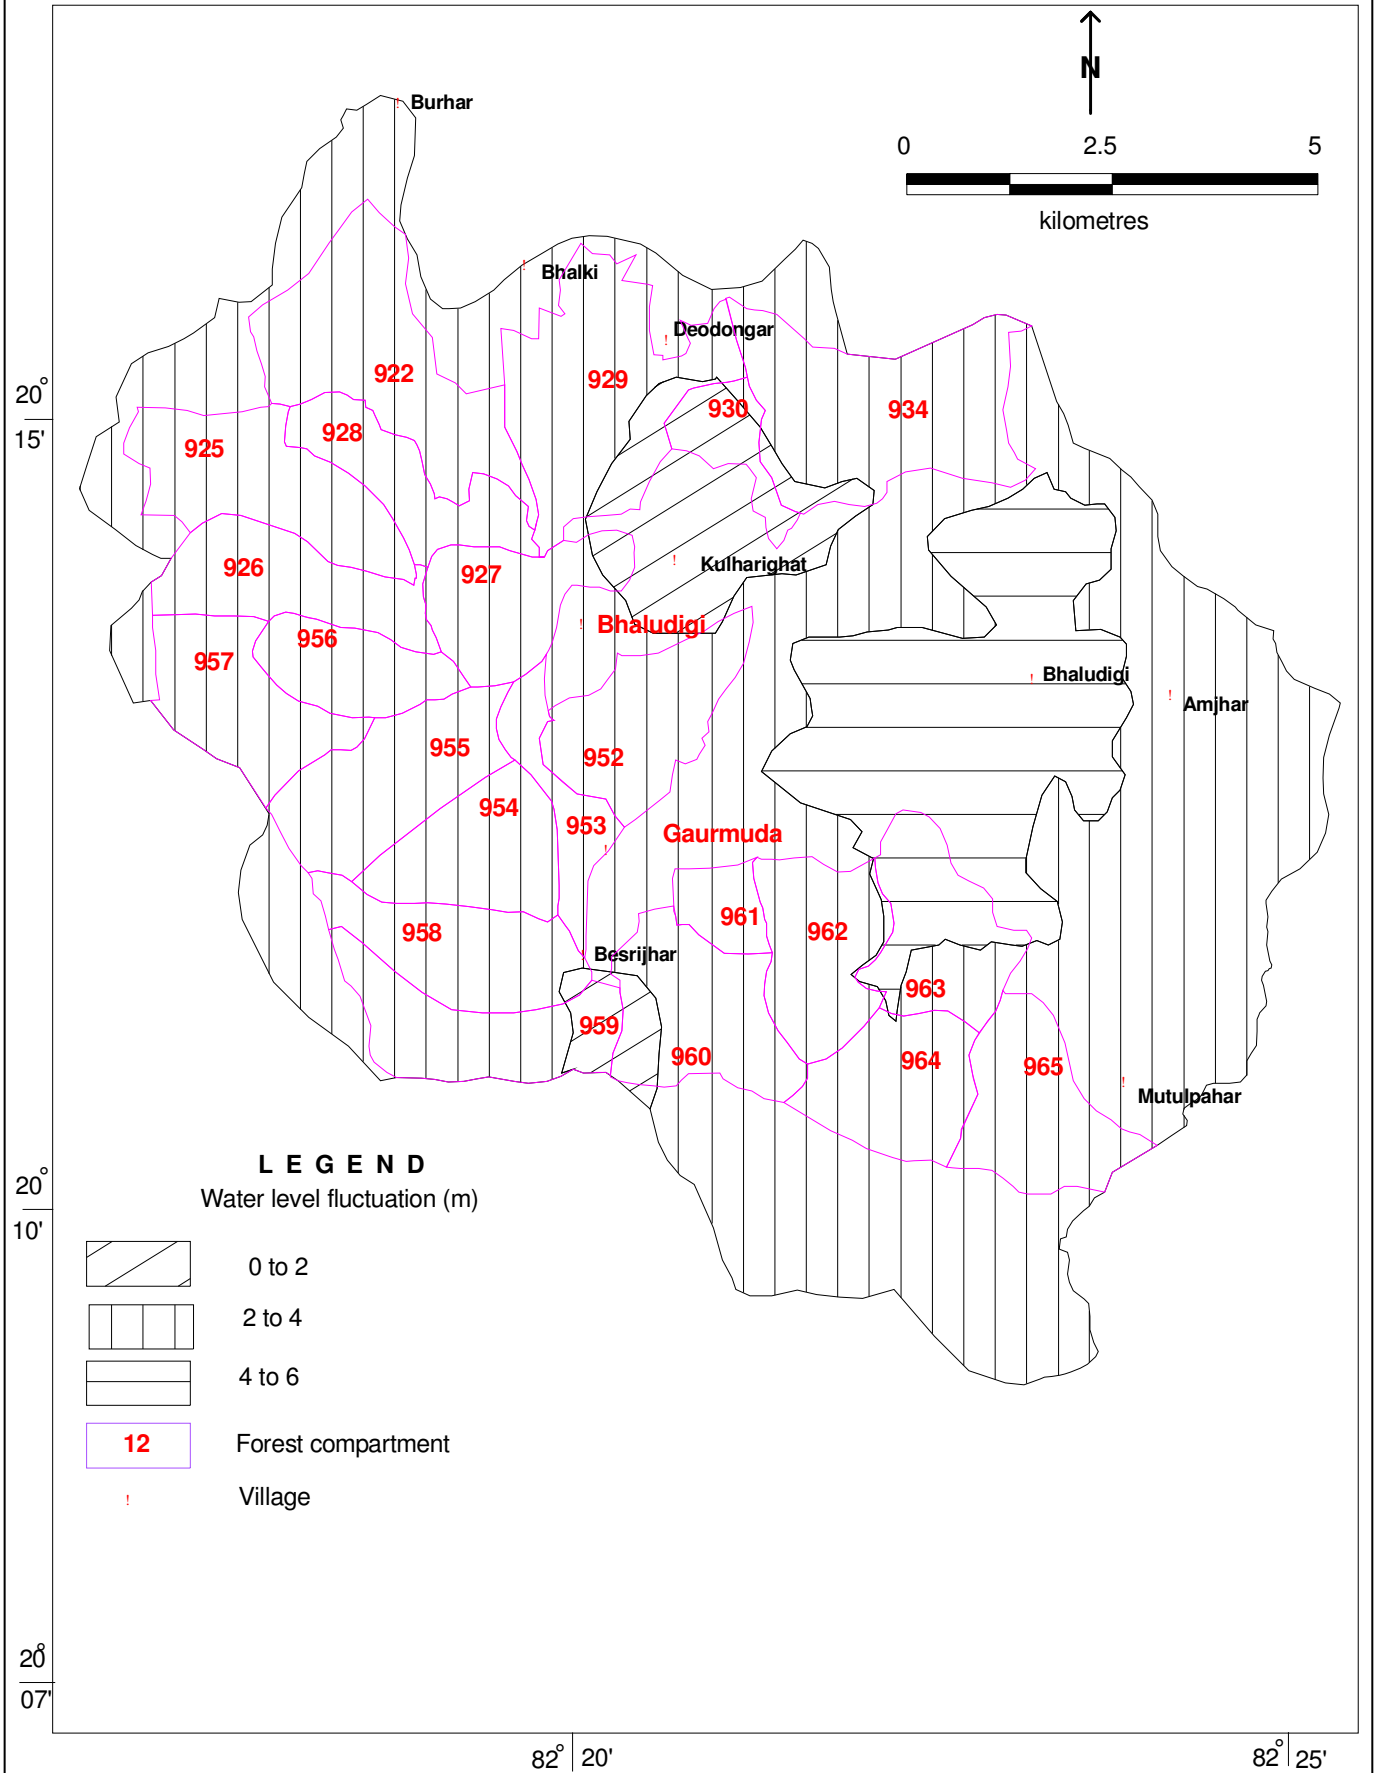 N
Burhar
0 2.5 5
kilometres
Bhalki
Deodongar
922
929
20°
15'
930
934
928
925
Kulharighat
926
927
Bhaludigi
956
957
Bhaludigi
Amjhar
955
952
954
953
Gaurmuda
961
962
958
Besrijhar
963
959
960
964
965
Mutulpahar
LEGEND
Water level fluctuation (m)
20°
10'
0 to 2
2 to 4
4 to 6
12 Forest compartment
! Village
20°
07'
82° 20'
82° 25'